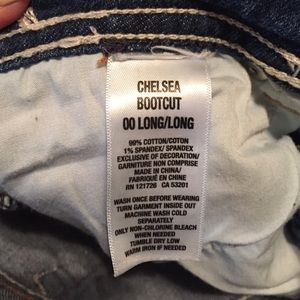 CHELSEA
BOOTCUT
00 LONG/LONG
99% COTTON/COTTON
1% SPANDEX/ SPANDEX
EXCLUSIVE OF DECORATION/
GARNITURE NON COMPRISE
MADE IN CHINA/
FABRIQUÉ EN CHINE
RN 121726 CA 53201
WASH ONCE BEFORE WEARING
TURN GARMENT INSIDE OUT
MACHINE WASH COLD
SEPARATELY
ONLY NON-CHLORINE BLEACH
WHEN NEEDED
TUMBLE DRY LOW
WARM IRON IF NEEDED